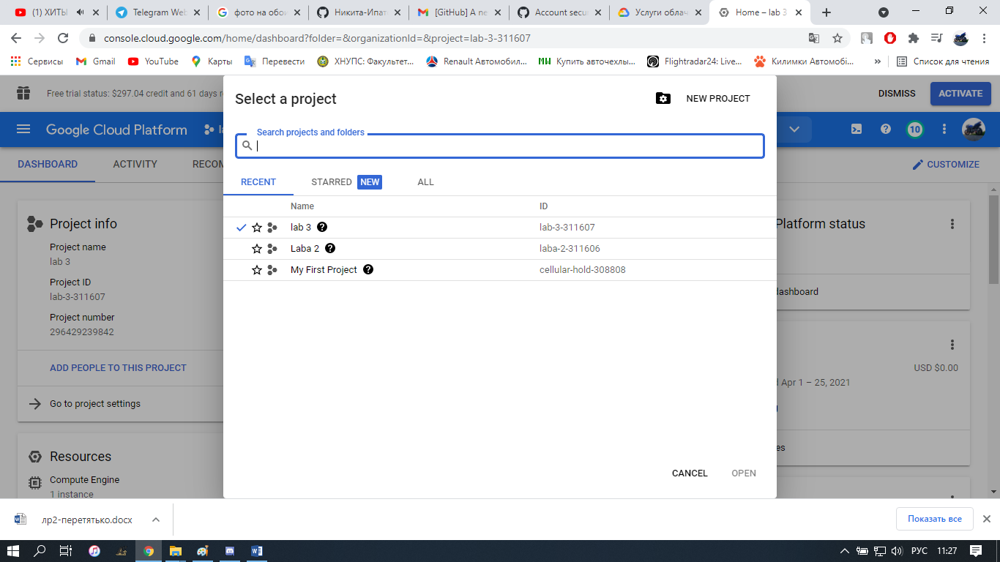 (1) ХИТЫ
Telegram Web
фото на обои
Никита-Ипат
[GitHub] A ne
Account secu
Услуги облач
Home – lab 3
console.cloud.google.com/home/dashboard?folder=&organizationId=&project=lab-3-311607
Сервисы
Gmail
YouTube
Карты
Перевести
ХНУПС: Факультет...
Renault Автомобил...
MW Купить авточехлы...
Flightradar24: Live...
Килимки Автомобі...
»
Список для чтения
Free trial status: $297.04 credit and 61 days r
DISMISS
ACTIVATE
Google Cloud Platform
la
10
DASHBOARD
ACTIVITY
RECOM
CUSTOMIZE
Select a project
NEW PROJECT
Search projects and folders
RECENT
STARRED NEW
ALL
Name ID
lab 3 lab-3-311607
Laba 2 laba-2-311606
My First Project cellular-hold-308808
CANCEL
OPEN
Project info
Project name
lab 3
Project ID
lab-3-311607
Project number
296429239842
ADD PEOPLE TO THIS PROJECT
Go to project settings
Resources
Compute Engine
1 instance
Platform status
dashboard
USD $0.00
d Apr 1 – 25, 2021
es
лр2-перетятько.docx
Показать все
РУС
11:27